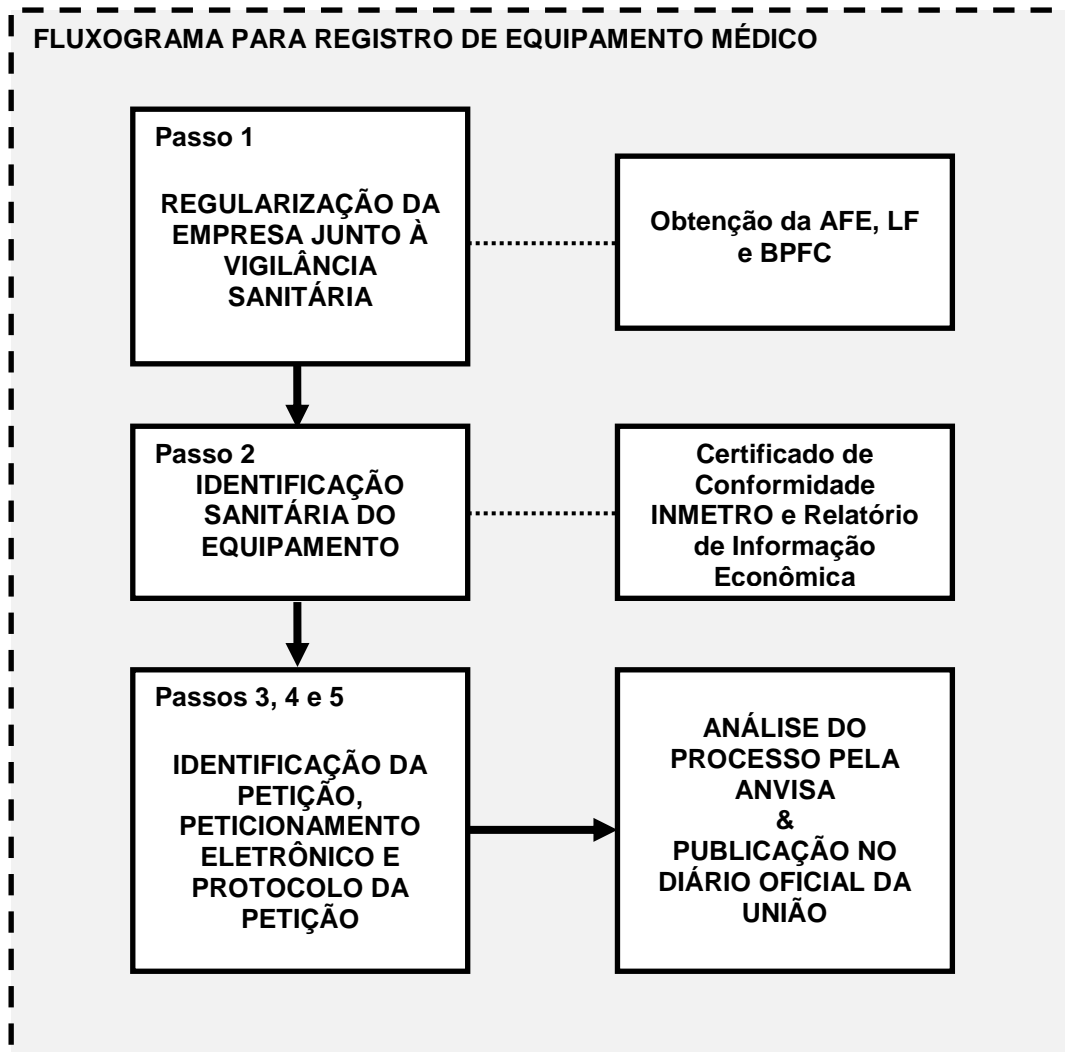 FLUXOGRAMA PARA REGISTRO DE EQUIPAMENTO MÉDICO
Passo 1
REGULARIZAÇÃO DA
EMPRESA JUNTO À
VIGILÂNCIA
SANITÁRIA
Obtenção da AFE, LF
e BPFC
Passo 2
IDENTIFICAÇÃO
SANITÁRIA DO
EQUIPAMENTO
Certificado de
Conformidade
INMETRO e Relatório
de Informação
Econômica
Passos 3, 4 e 5
IDENTIFICAÇÃO DA
PETIÇÃO,
PETICIONAMENTO
ELETRÔNICO E
PROTOCOLO DA
PETIÇÃO
ANÁLISE DO
PROCESSO PELA
ANVISA
&
PUBLICAÇÃO NO
DIÁRIO OFICIAL DA
UNIÃO